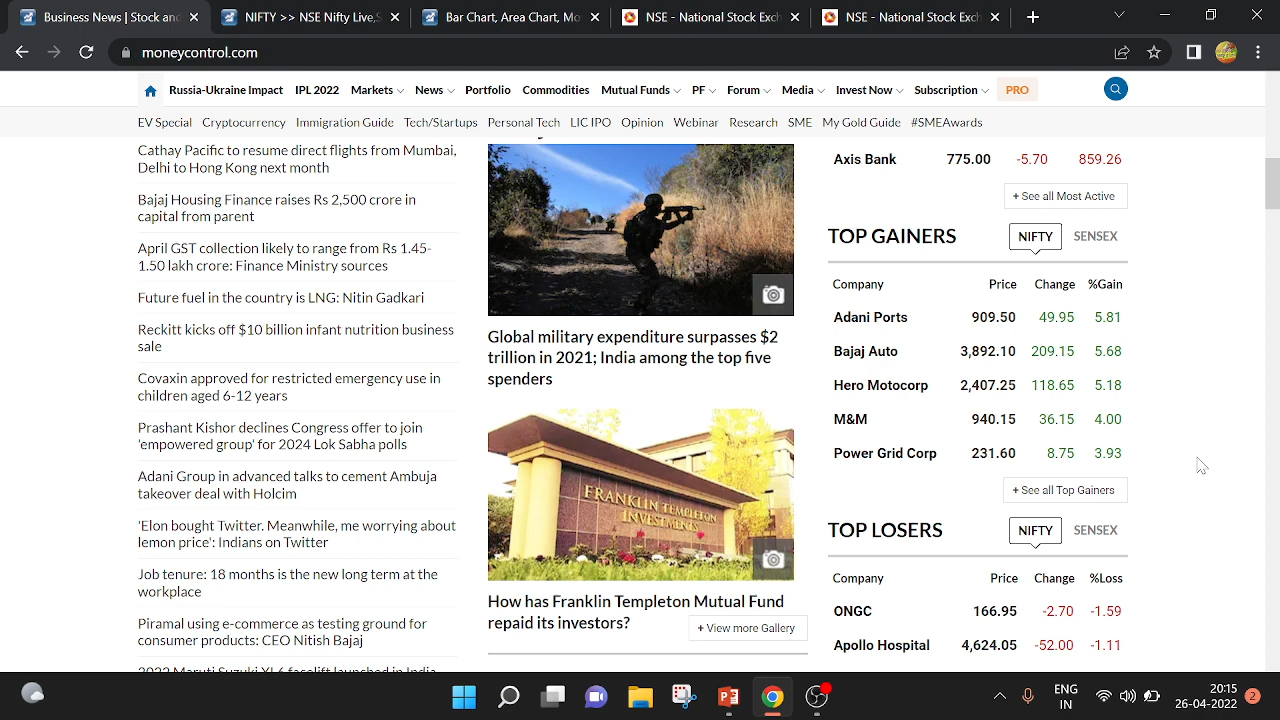 Business News | Stock and
NIFTY >> NSE Nifty Live
Bar Chart, Area Chart, Mo
NSE - National Stock Exch
NSE - National Stock Exch
moneycontrol.com
Russia-Ukraine Impact IPL 2022 Markets News Portfolio Commodities Mutual Funds PF Forum Media Invest Now Subscription PRO
EV Special Cryptocurrency Immigration Guide Tech/Startups Personal Tech LIC IPO Opinion Webinar Research SME My Gold Guide #SMEAwards
Cathay Pacific to resume direct flights from Mumbai,
Delhi to Hong Kong next month
Bajaj Housing Finance raises Rs 2,500 crore in
capital from parent
April GST collection likely to range from Rs 1.45-
1.50 lakh crore: Finance Ministry sources
Future fuel in the country is LNG: Nitin Gadkari
Reckitt kicks off $10 billion infant nutrition business
sale
Covaxin approved for restricted emergency use in
children aged 6-12 years
Prashant Kishor declines Congress offer to join
'empowered group' for 2024 Lok Sabha polls
Adani Group in advanced talks to cement Ambuja
takeover deal with Holcim
'Elon bought Twitter. Meanwhile, me worrying about
lemon price': Indians on Twitter
Job tenure: 18 months is the new long term at the
workplace
Piramal using e-commerce as testing ground for
consumer products: CEO Nitish Bajaj
2022 Maruti Suzuki XL6 facelift launched in India
Global military expenditure surpasses $2
trillion in 2021; India among the top five
spenders
FRANKLIN TEMPLETON
INVESTMENTS
How has Franklin Templeton Mutual Fund
repaid its investors?
+ View more Gallery
Axis Bank 775.00 -5.70 859.26
+ See all Most Active
TOP GAINERS NIFTY SENSEX
Company Price Change %Gain
Adani Ports 909.50 49.95 5.81
Bajaj Auto 3,892.10 209.15 5.68
Hero Motocorp 2,407.25 118.65 5.18
M&M 940.15 36.15 4.00
Power Grid Corp 231.60 8.75 3.93
+ See all Top Gainers
TOP LOSERS NIFTY SENSEX
Company Price Change %Loss
ONGC 166.95 -2.70 -1.59
Apollo Hospital 4,624.05 -52.00 -1.11
ENG
IN
20:15
26-04-2022
2